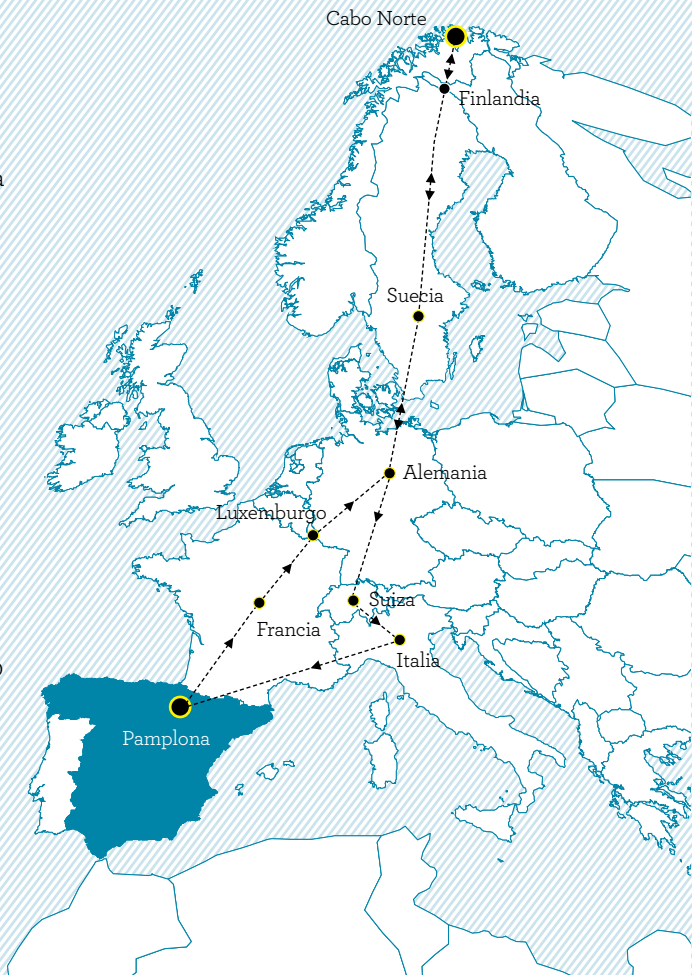 Cabo Norte
Finlandia
Suecia
Alemania
Luxemburgo
Suiza
Francia
Italia
Pamplona